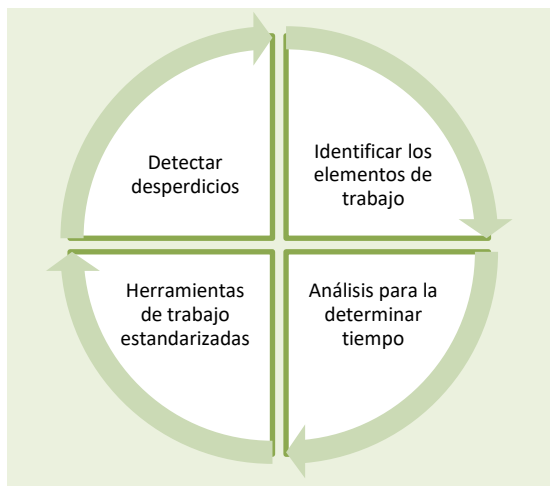 Detectar
desperdicios
Identificar los
elementos de
trabajo
Herramientas
de trabajo
estandarizadas
Análisis para la
determinar
tiempo